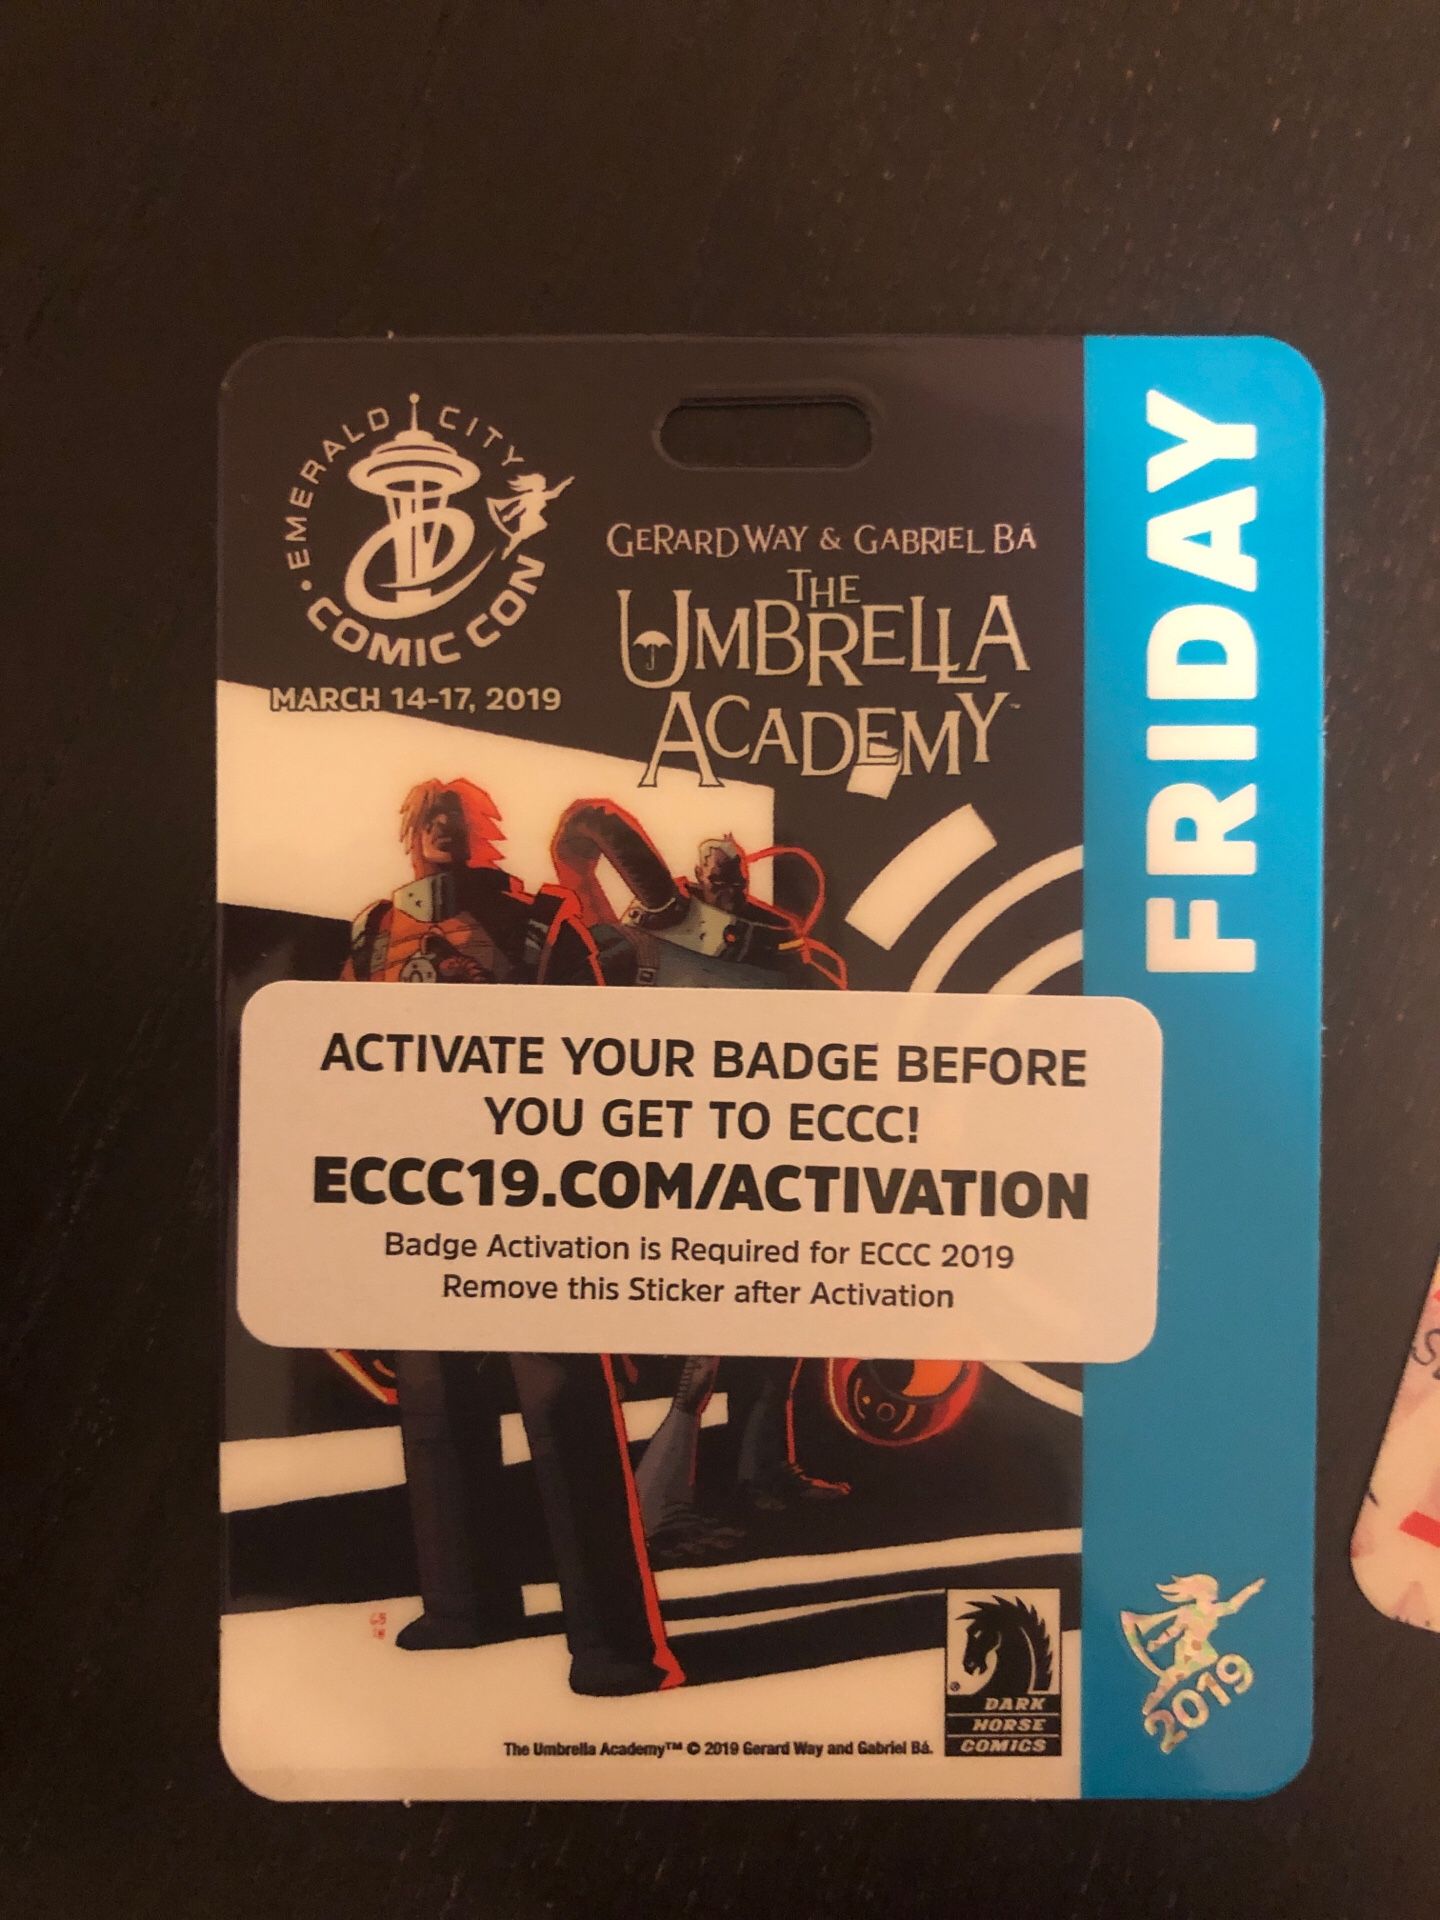 EMERALD CITY
COMIC CON
MARCH 14-17, 2019
GERARD WAY & GABRIEL BÁ
THE
UMBRELLA
ACADEMY™
FRIDAY
ACTIVATE YOUR BADGE BEFORE
YOU GET TO ECCC!
ECCC19.COM/ACTIVATION
Badge Activation is Required for ECCC 2019
Remove this Sticker after Activation
®
DARK
HORSE
COMICS
The Umbrella Academy™ © 2019 Gerard Way and Gabriel Bá.
2019